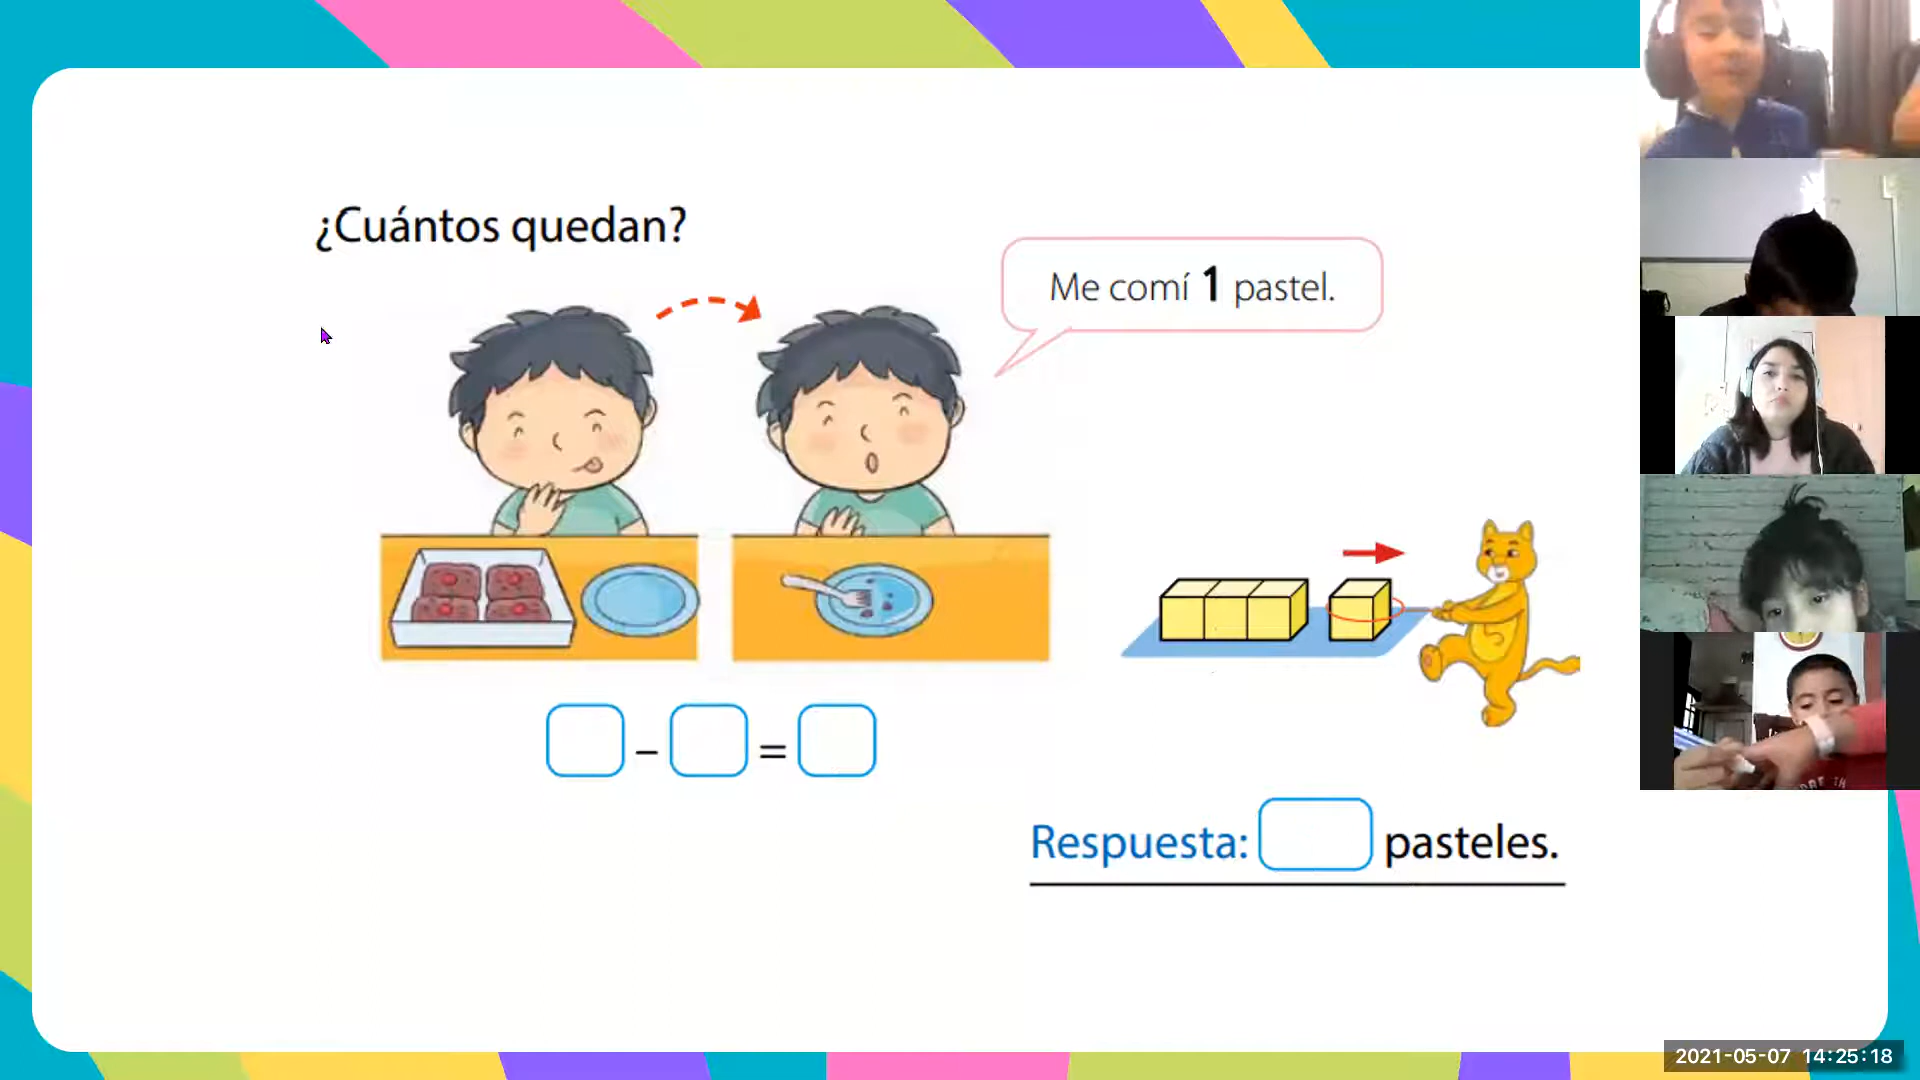 ¿Cuántos quedan?
Me comí 1 pastel.
– =
Respuesta: pasteles.
2021-05-07 14:25:18